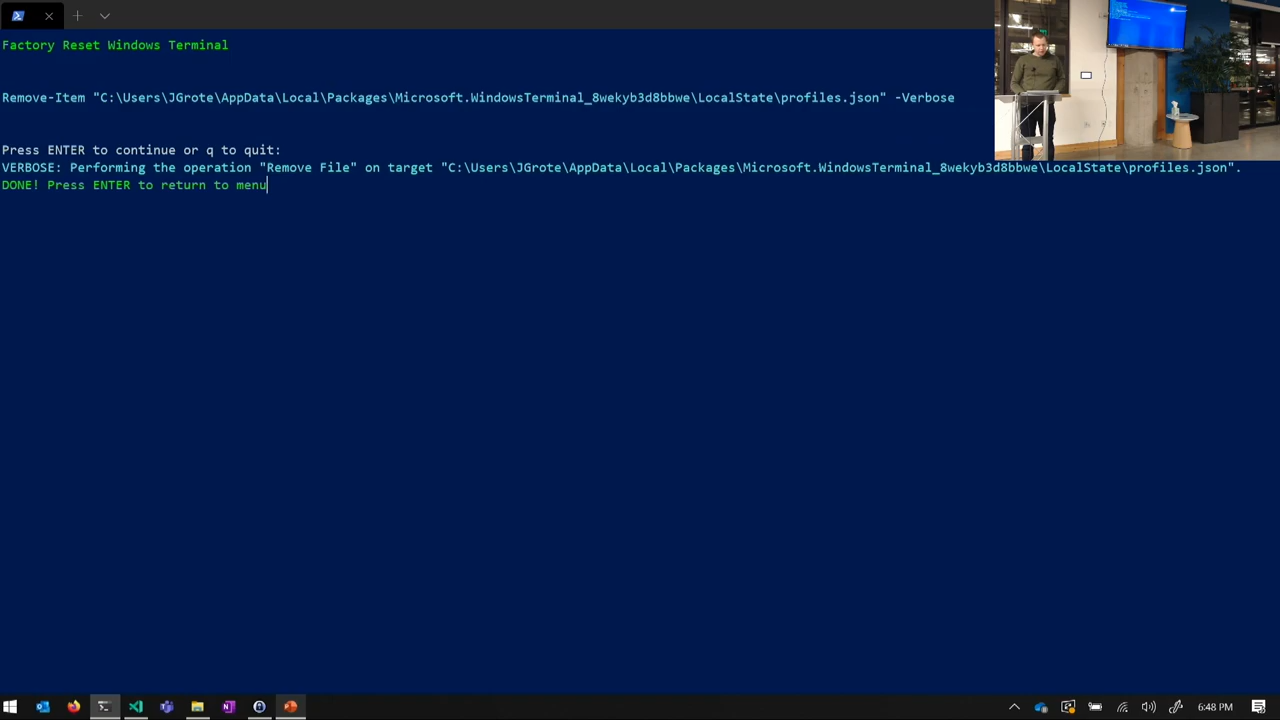 Factory Reset Windows Terminal
Remove-Item "C:\Users\JGrote\AppData\Local\Packages\Microsoft.WindowsTerminal_8wekyb3d8bbwe\LocalState\profiles.json" -Verbose
Press ENTER to continue or q to quit:
VERBOSE: Performing the operation "Remove File" on target "C:\Users\JGrote\AppData\Local\Packages\Microsoft.WindowsTerminal_8wekyb3d8bbwe\LocalState\profiles.json".
DONE! Press ENTER to return to menu
6:48 PM